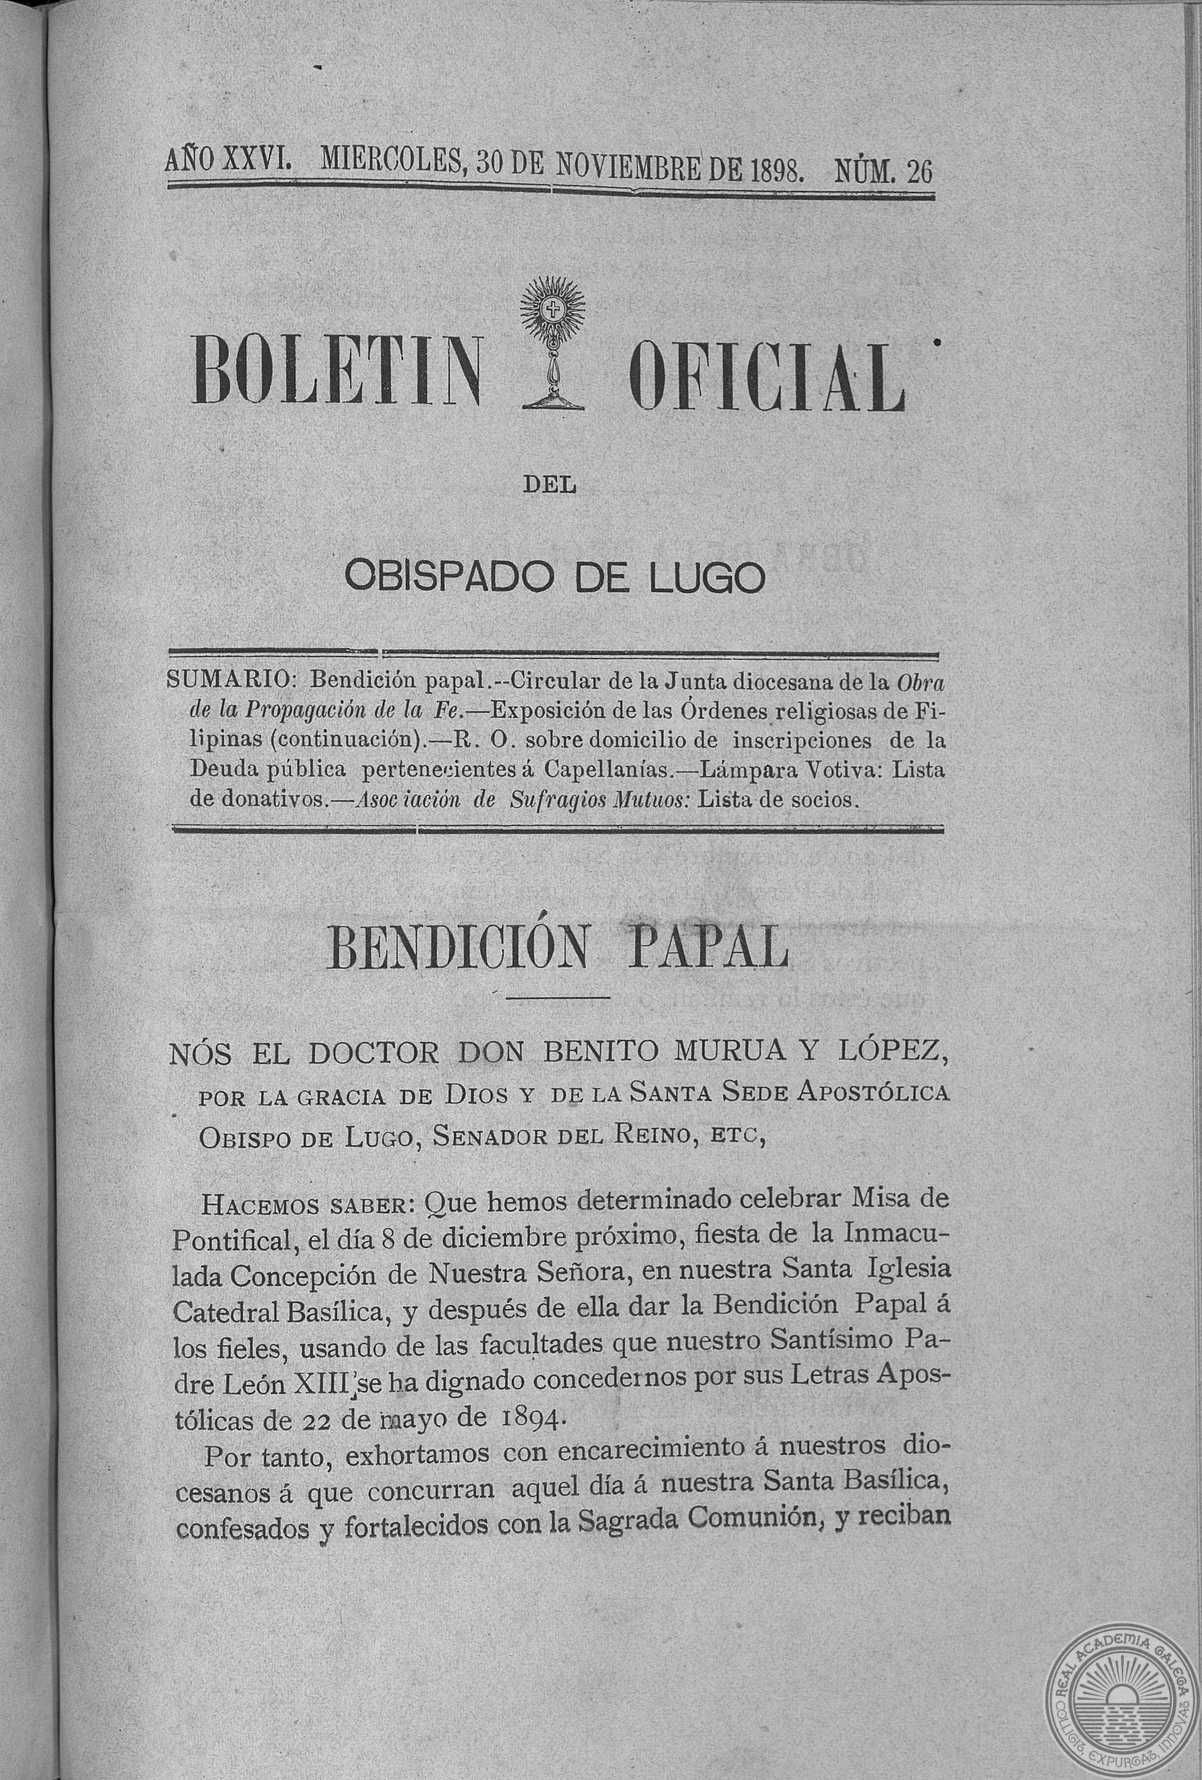 AÑO XXVI. MIERCOLES, 30 DE NOVIEMBRE DE 1898. NÚM. 26
BOLETIN OFICIAL
DEL
OBISPADO DE LUGO
SUMARIO: Bendición papal.--Circular de la Junta diocesana de la Obra
de la Propagación de la Fe.—Exposición de las Órdenes religiosas de Fi-
lipinas (continuación).—R. O. sobre domicilio de inscripciones de la
Deuda pública pertenecientes á Capellanías.—Lámpara Votiva: Lista
de donativos.—Asociación de Sufragios Mutuos: Lista de socios.
BENDICIÓN PAPAL
NÓS EL DOCTOR DON BENITO MURUA Y LÓPEZ,
POR LA GRACIA DE DIOS Y DE LA SANTA SEDE APOSTÓLICA
OBISPO DE LUGO, SENADOR DEL REINO, ETC,
HACEMOS SABER: Que hemos determinado celebrar Misa de
Pontifical, el día 8 de diciembre próximo, fiesta de la Inmacu-
lada Concepción de Nuestra Señora, en nuestra Santa Iglesia
Catedral Basílica, y después de ella dar la Bendición Papal á
los fieles, usando de las facultades que nuestro Santísimo Pa-
dre León XIII se ha dignado concedernos por sus Letras Apos-
tólicas de 22 de mayo de 1894.
Por tanto, exhortamos con encarecimiento á nuestros dio-
cesanos á que concurran aquel día á nuestra Santa Basílica,
confesados y fortalecidos con la Sagrada Comunión, y reciban
REAL ACADEMIA GALEGA
COLLIGIT, EXPURGAT, INNOVAT